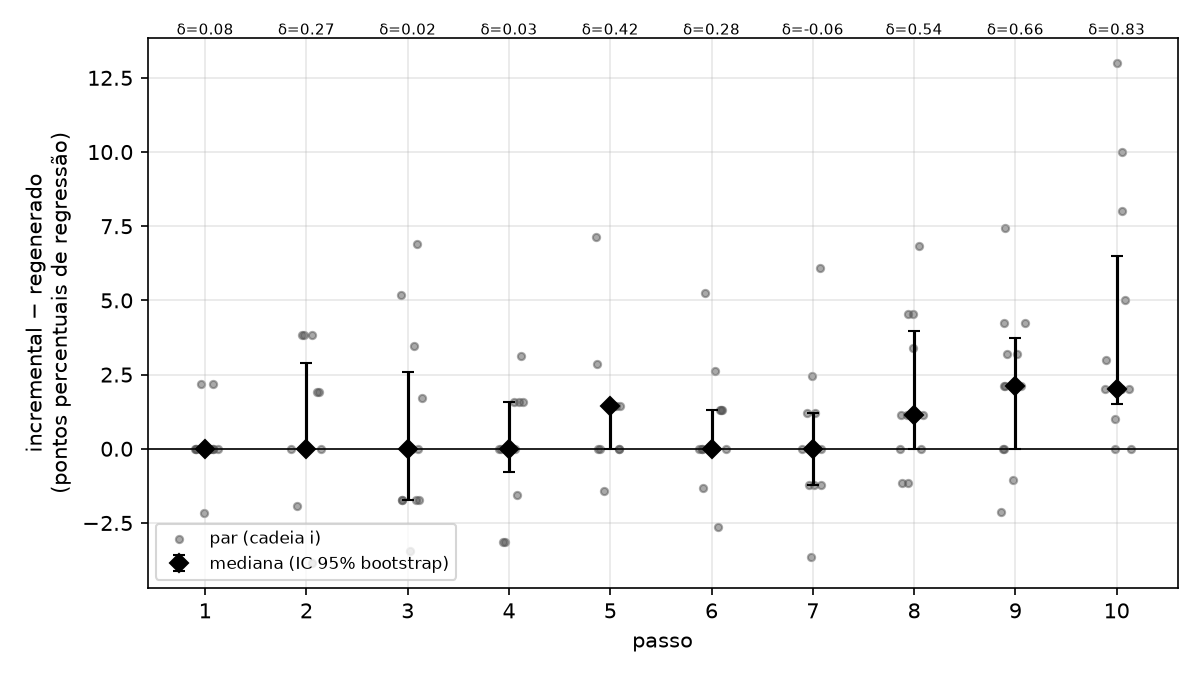 δ=0.08 δ=0.27 δ=0.02 δ=0.03 δ=0.42 δ=0.28 δ=-0.06 δ=0.54 δ=0.66 δ=0.83
incremental − regenerado
(pontos percentuais de regressão)
12.5
10.0
7.5
5.0
2.5
0.0
−2.5
par (cadeia i)
mediana (IC 95% bootstrap)
1 2 3 4 5 6 7 8 9 10
passo